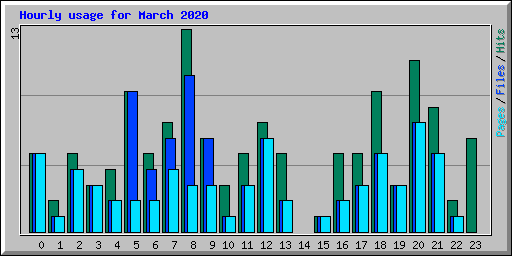 Hourly usage for March 2020
13
Pages / Files / Hits
0 1 2 3 4 5 6 7 8 9 10 11 12 13 14 15 16 17 18 19 20 21 22 23